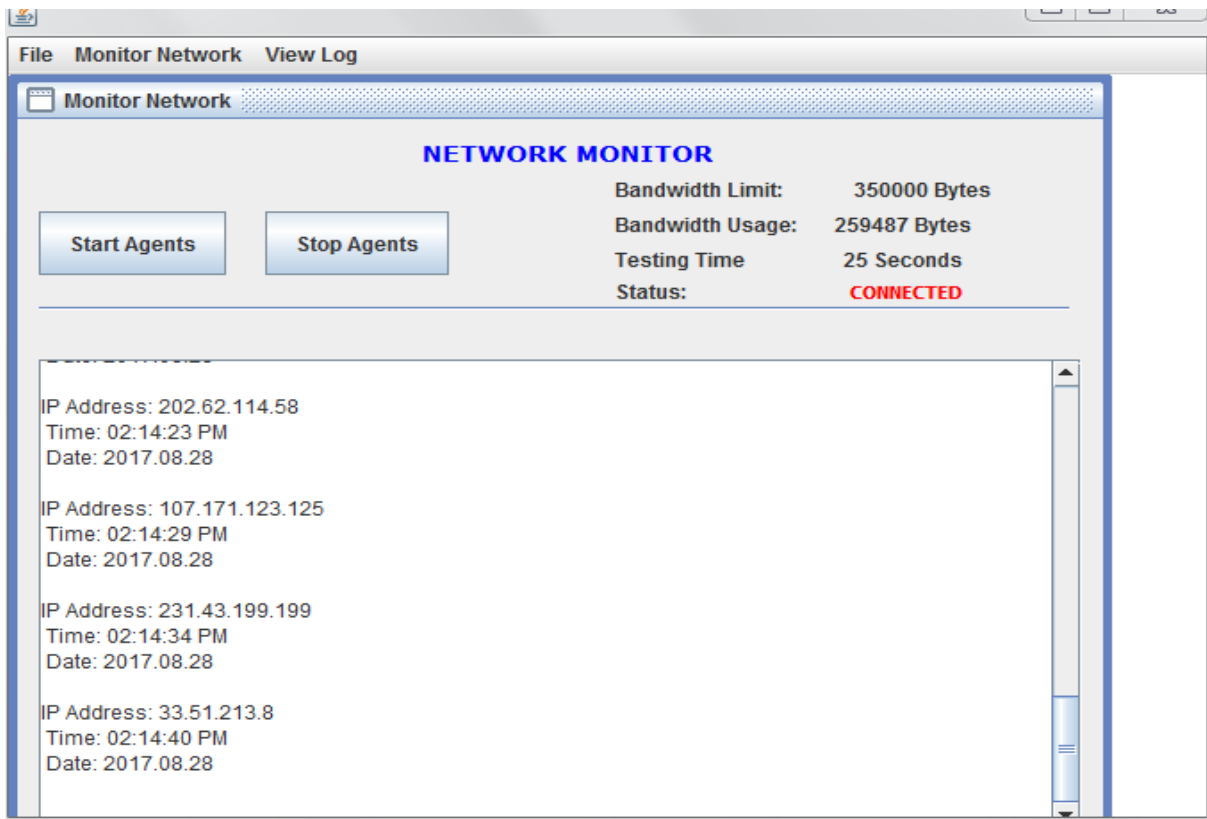 File Monitor Network View Log
Monitor Network
NETWORK MONITOR
Bandwidth Limit: 350000 Bytes
Start Agents Stop Agents Bandwidth Usage: 259487 Bytes
Testing Time 25 Seconds
Status: CONNECTED
IP Address: 202.62.114.58
Time: 02:14:23 PM
Date: 2017.08.28
IP Address: 107.171.123.125
Time: 02:14:29 PM
Date: 2017.08.28
IP Address: 231.43.199.199
Time: 02:14:34 PM
Date: 2017.08.28
IP Address: 33.51.213.8
Time: 02:14:40 PM
Date: 2017.08.28